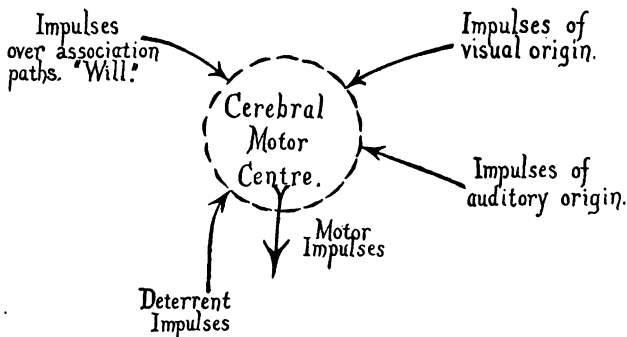 Impulses
over association
paths. "Will."
Impulses of
visual origin.
Cerebral
Motor
Centre.
Impulses of
auditory origin.
Motor
Impulses
Deterrent
Impulses